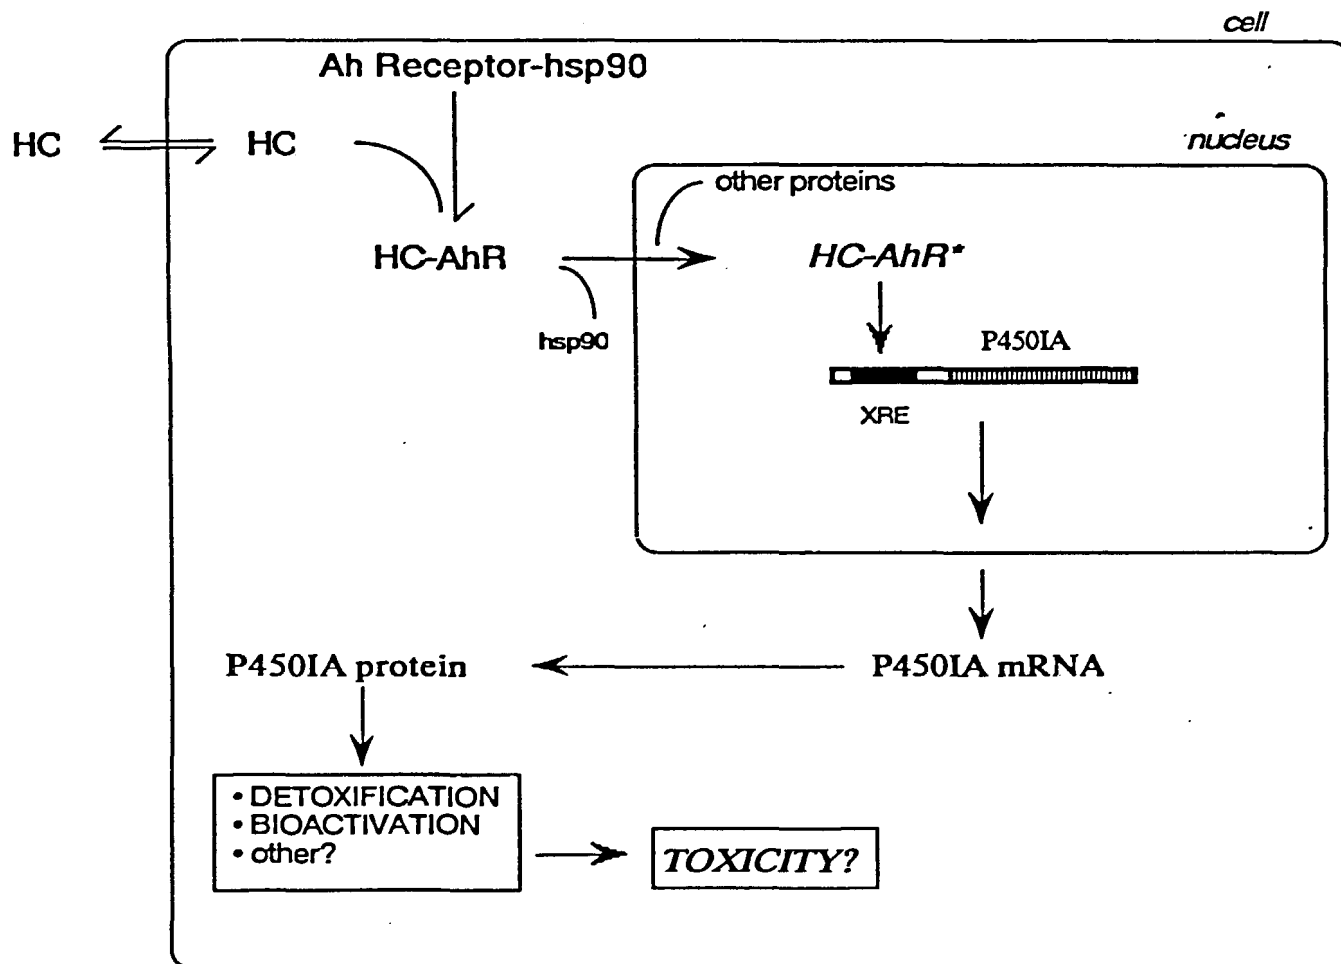 cell
Ah Receptor-hsp90
nucleus
HC
HC
other proteins
HC-AhR
HC-AhR*
hsp90
P450IA
XRE
P450IA protein
P450IA mRNA
• DETOXIFICATION
• BIOACTIVATION
• other?
TOXICITY?